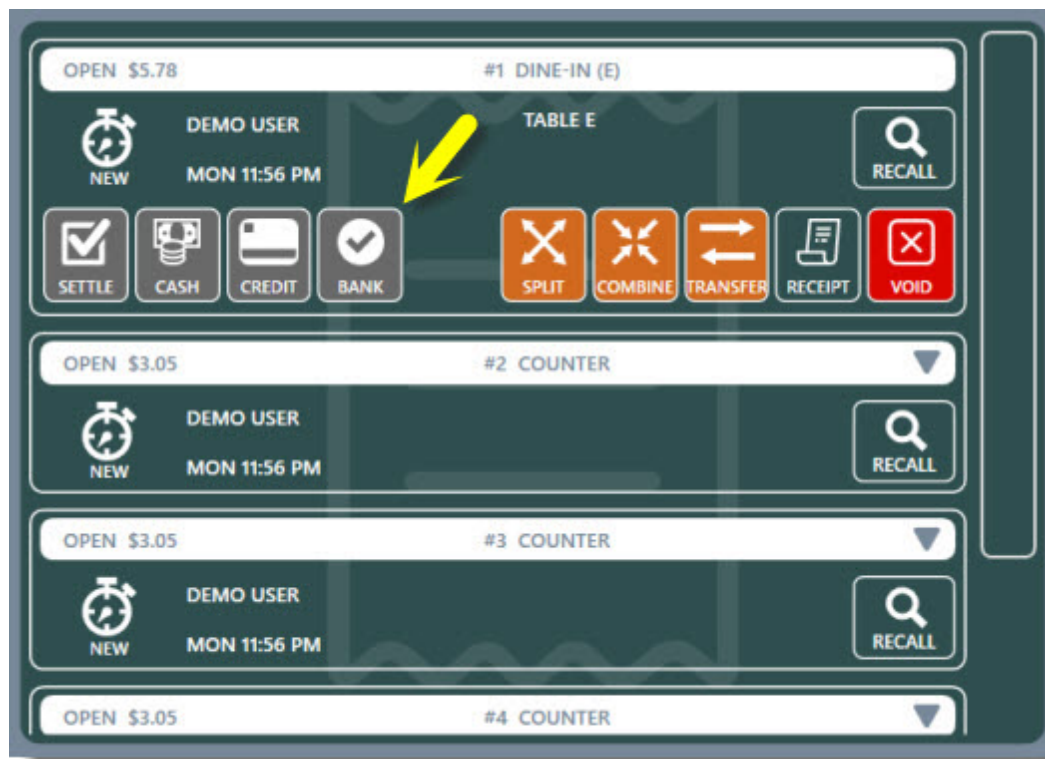 OPEN $5.78 #1 DINE-IN (E)
DEMO USER TABLE E
NEW MON 11:56 PM RECALL
SETTLE CASH CREDIT BANK SPLIT COMBINE TRANSFER RECEIPT VOID
OPEN $3.05 #2 COUNTER
DEMO USER
NEW MON 11:56 PM RECALL
OPEN $3.05 #3 COUNTER
DEMO USER
NEW MON 11:56 PM RECALL
OPEN $3.05 #4 COUNTER